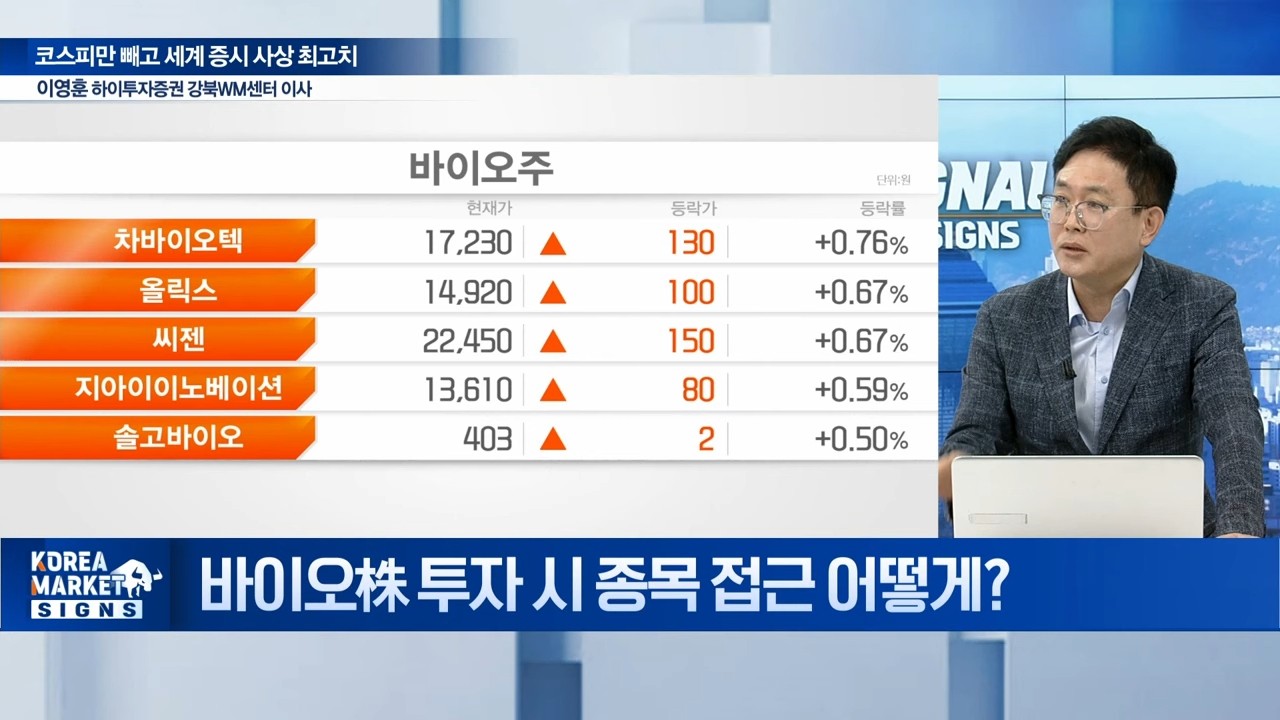 코스피만 빼고 세계 증시 사상 최고치
이영훈 하이투자증권 강북WM센터 이사
바이오주
단위:원
현재가 등락가 등락률
차바이오텍 17,230 ▲ 130 +0.76%
올릭스 14,920 ▲ 100 +0.67%
씨젠 22,450 ▲ 150 +0.67%
지아이이노베이션 13,610 ▲ 80 +0.59%
솔고바이오 403 ▲ 2 +0.50%
SIGNS
KOREA
MARKET
SIGNS
바이오株 투자 시 종목 접근 어떻게?